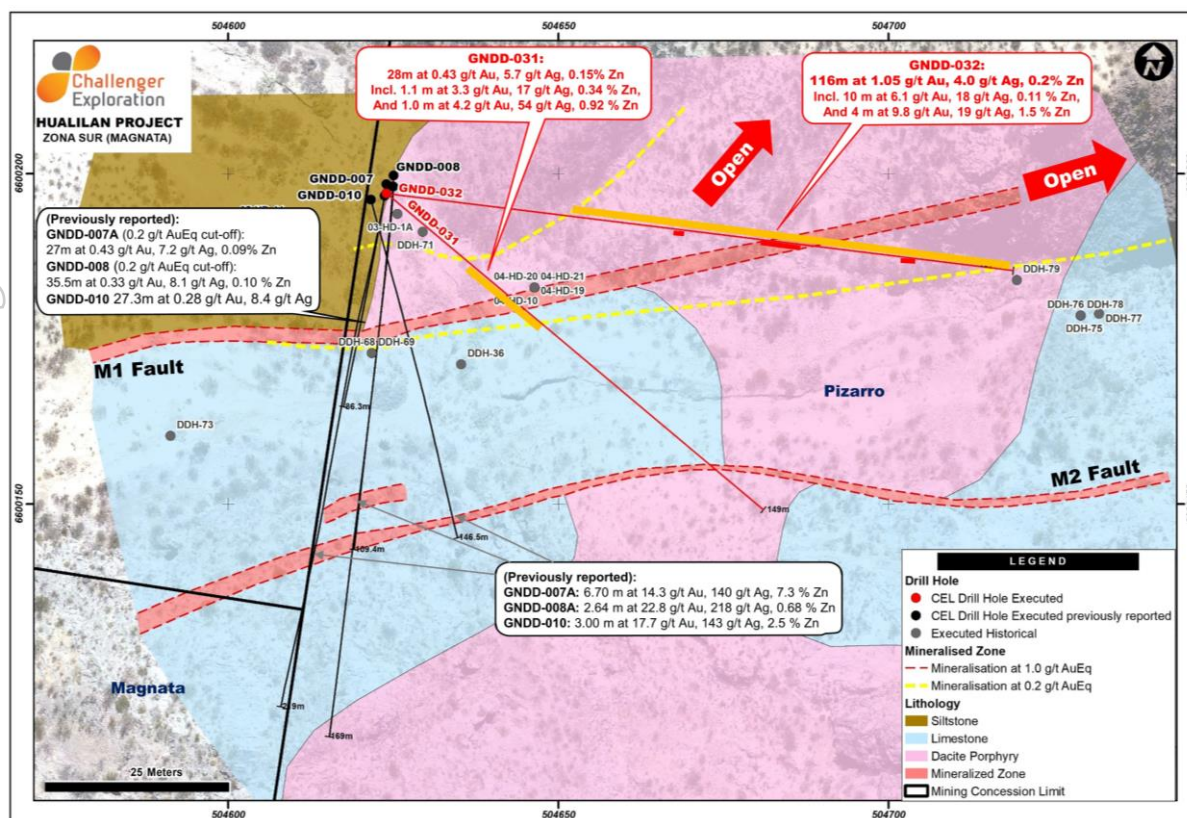 504600
504650
504700
Challenger
Exploration
HUALILAN PROJECT
ZONA SUR (MAGNATA)
GNDD-031:
28m at 0.43 g/t Au, 5.7 g/t Ag, 0.15% Zn
Incl. 1.1 m at 3.3 g/t Au, 17 g/t Ag, 0.34 % Zn,
And 1.0 m at 4.2 g/t Au, 54 g/t Ag, 0.92 % Zn
GNDD-032:
116m at 1.05 g/t Au, 4.0 g/t Ag, 0.2% Zn
Incl. 10 m at 6.1 g/t Au, 18 g/t Ag, 0.11 % Zn,
And 4 m at 9.8 g/t Au, 19 g/t Ag, 1.5 % Zn
N
Open
Open
6600200
6600200
GNDD-008
GNDD-007
GNDD-010
GNDD-032
GNDD-031
03-HD-1A
DDH-71
(Previously reported):
GNDD-007A (0.2 g/t AuEq cut-off):
27m at 0.43 g/t Au, 7.2 g/t Ag, 0.09% Zn
GNDD-008 (0.2 g/t AuEq cut-off):
35.5m at 0.33 g/t Au, 8.1 g/t Ag, 0.10 % Zn
GNDD-010 27.3m at 0.28 g/t Au, 8.4 g/t Ag
04-HD-20 04-HD-21
04-HD-19
04-HD-10
DDH-79
DDH-76 DDH-78
DDH-77
DDH-75
DDH-68 DDH-69
DDH-36
M1 Fault
Pizarro
DDH-73
M2 Fault
149m
146.5m
6600150
6600150
(Previously reported):
GNDD-007A: 6.70 m at 14.3 g/t Au, 140 g/t Ag, 7.3 % Zn
GNDD-008A: 2.64 m at 22.8 g/t Au, 218 g/t Ag, 0.68 % Zn
GNDD-010: 3.00 m at 17.7 g/t Au, 143 g/t Ag, 2.5 % Zn
Magnata
169m
25 Meters
LEGEND
Drill Hole
CEL Drill Hole Executed
CEL Drill Hole Executed previously reported
Executed Historical
Mineralised Zone
Mineralisation at 1.0 g/t AuEq
Mineralisation at 0.2 g/t AuEq
Lithology
Siltstone
Limestone
Dacite Porphyry
Mineralized Zone
Mining Concession Limit
504600
504650
504700